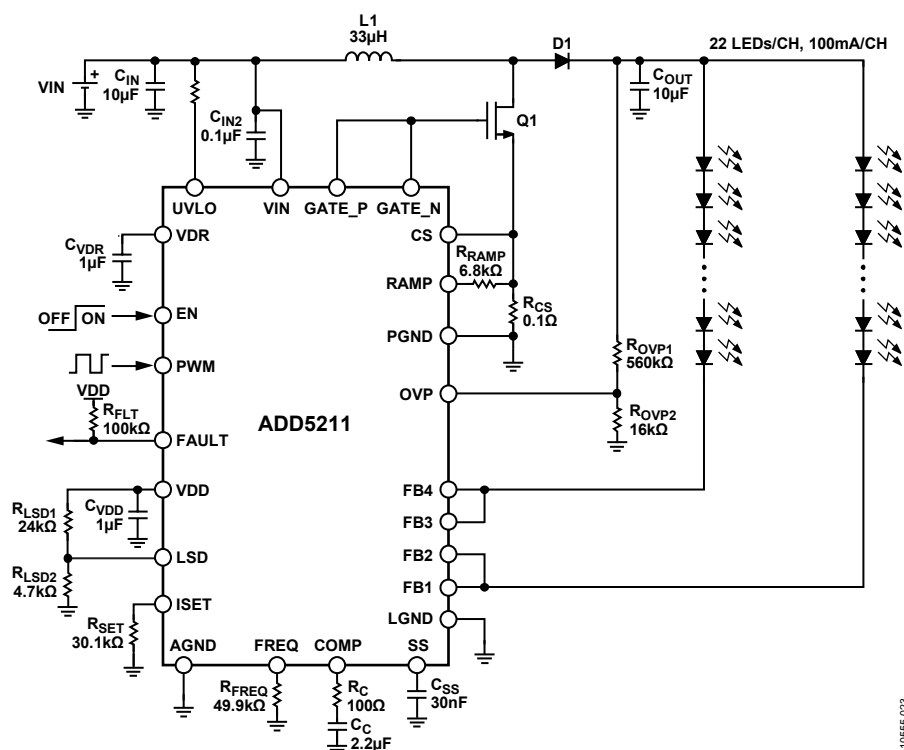 L1
33µH
D1
22 LEDs/CH, 100mA/CH
VIN
+
CIN
10µF
CIN2
0.1µF
COUT
10µF
Q1
UVLO
VIN
GATE_P
GATE_N
CVDR
1µF
VDR
CS
RRAMP
6.8kΩ
RAMP
RCS
0.1Ω
OFF
ON
EN
PGND
ROVP1
560kΩ
PWM
VDD
RFLT
100kΩ
OVP
ROVP2
16kΩ
ADD5211
FAULT
VDD
FB4
RLSD1
24kΩ
CVDD
1µF
FB3
FB2
LSD
RLSD2
4.7kΩ
FB1
ISET
LGND
RSET
30.1kΩ
AGND
FREQ
COMP
SS
RFREQ
49.9kΩ
RC
100Ω
CSS
30nF
CC
2.2µF
10555-023